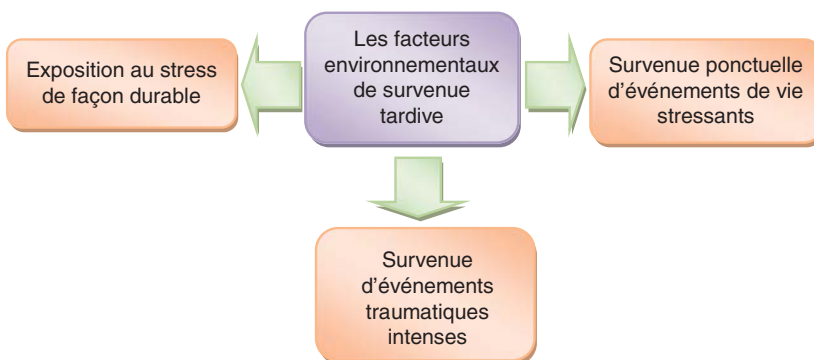 Les facteurs
environnementaux
de survenue
tardive
Exposition au stress
de façon durable
Survenue ponctuelle
d'événements de vie
stressants
Survenue
d'événements
traumatiques
intenses